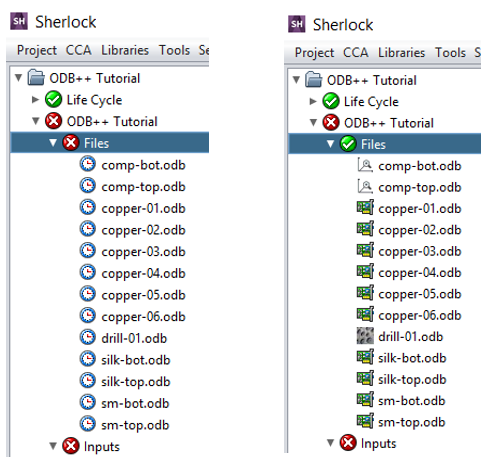 SH Sherlock
Project CCA Libraries Tools Se
ODB++ Tutorial
Life Cycle
ODB++ Tutorial
Files
comp-bot.odb
comp-top.odb
copper-01.odb
copper-02.odb
copper-03.odb
copper-04.odb
copper-05.odb
copper-06.odb
drill-01.odb
silk-bot.odb
silk-top.odb
sm-bot.odb
sm-top.odb
Inputs
SH Sherlock
Project CCA Libraries Tools S
ODB++ Tutorial
Life Cycle
ODB++ Tutorial
Files
comp-bot.odb
comp-top.odb
copper-01.odb
copper-02.odb
copper-03.odb
copper-04.odb
copper-05.odb
copper-06.odb
drill-01.odb
silk-bot.odb
silk-top.odb
sm-bot.odb
sm-top.odb
Inputs